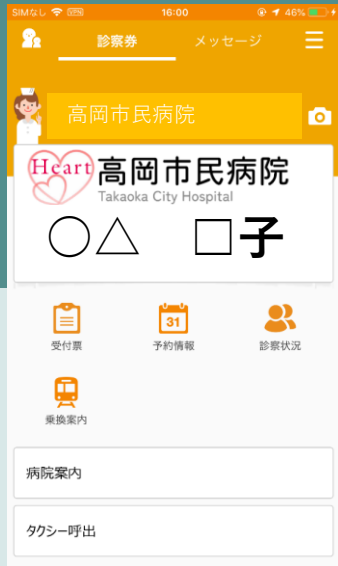 SIMなし VPN 16:00 46%
診察券 メッセージ
高岡市民病院
Heart 高岡市民病院
Takaoka City Hospital
○△ □子
31
受付票 予約情報 診察状況
乗換案内
病院案内
タクシー呼出